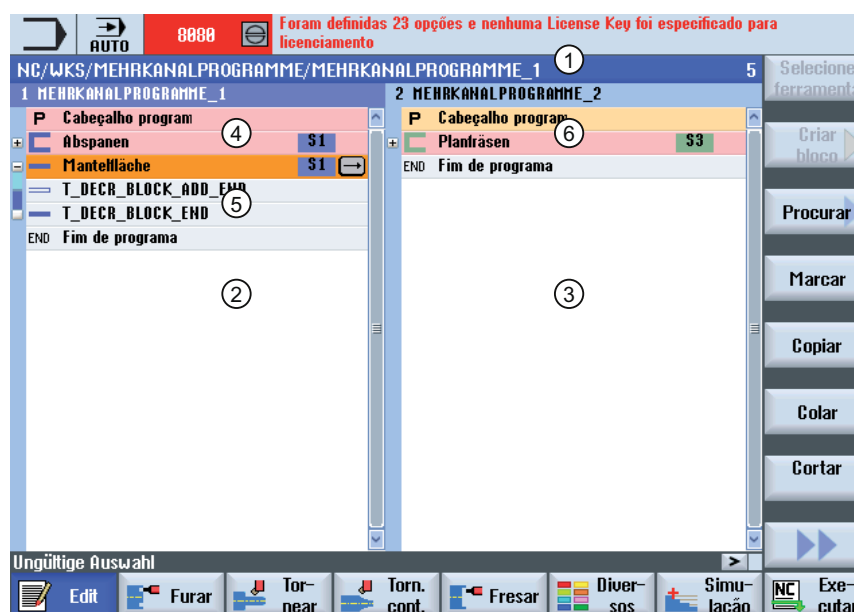 AUTO
8080
Foram definidas 23 opções e nenhuma License Key foi especificado para
licenciamento
NC/WKS/MEHRKANALPROGRAMME/MEHRKANALPROGRAMME_1
1
5
1 MEHRKANALPROGRAMME_1
2 MEHRKANALPROGRAMME_2
P Cabeçalho program
4
Abspanen S1
Mantelfläche S1
T_DECR_BLOCK_ADD_END
5
T_DECR_BLOCK_END
END Fim de programa
2
P Cabeçalho program
6
Planfräsen S3
END Fim de programa
3
Selecione
ferrament
Criar
bloco
Procurar
Marcar
Copiar
Colar
Cortar
Ungültige Auswahl
Edit
Furar
Tor-
near
Torn.
cont.
Fresar
Diver-
sos
Simu-
lação
NC
Exe-
cutar